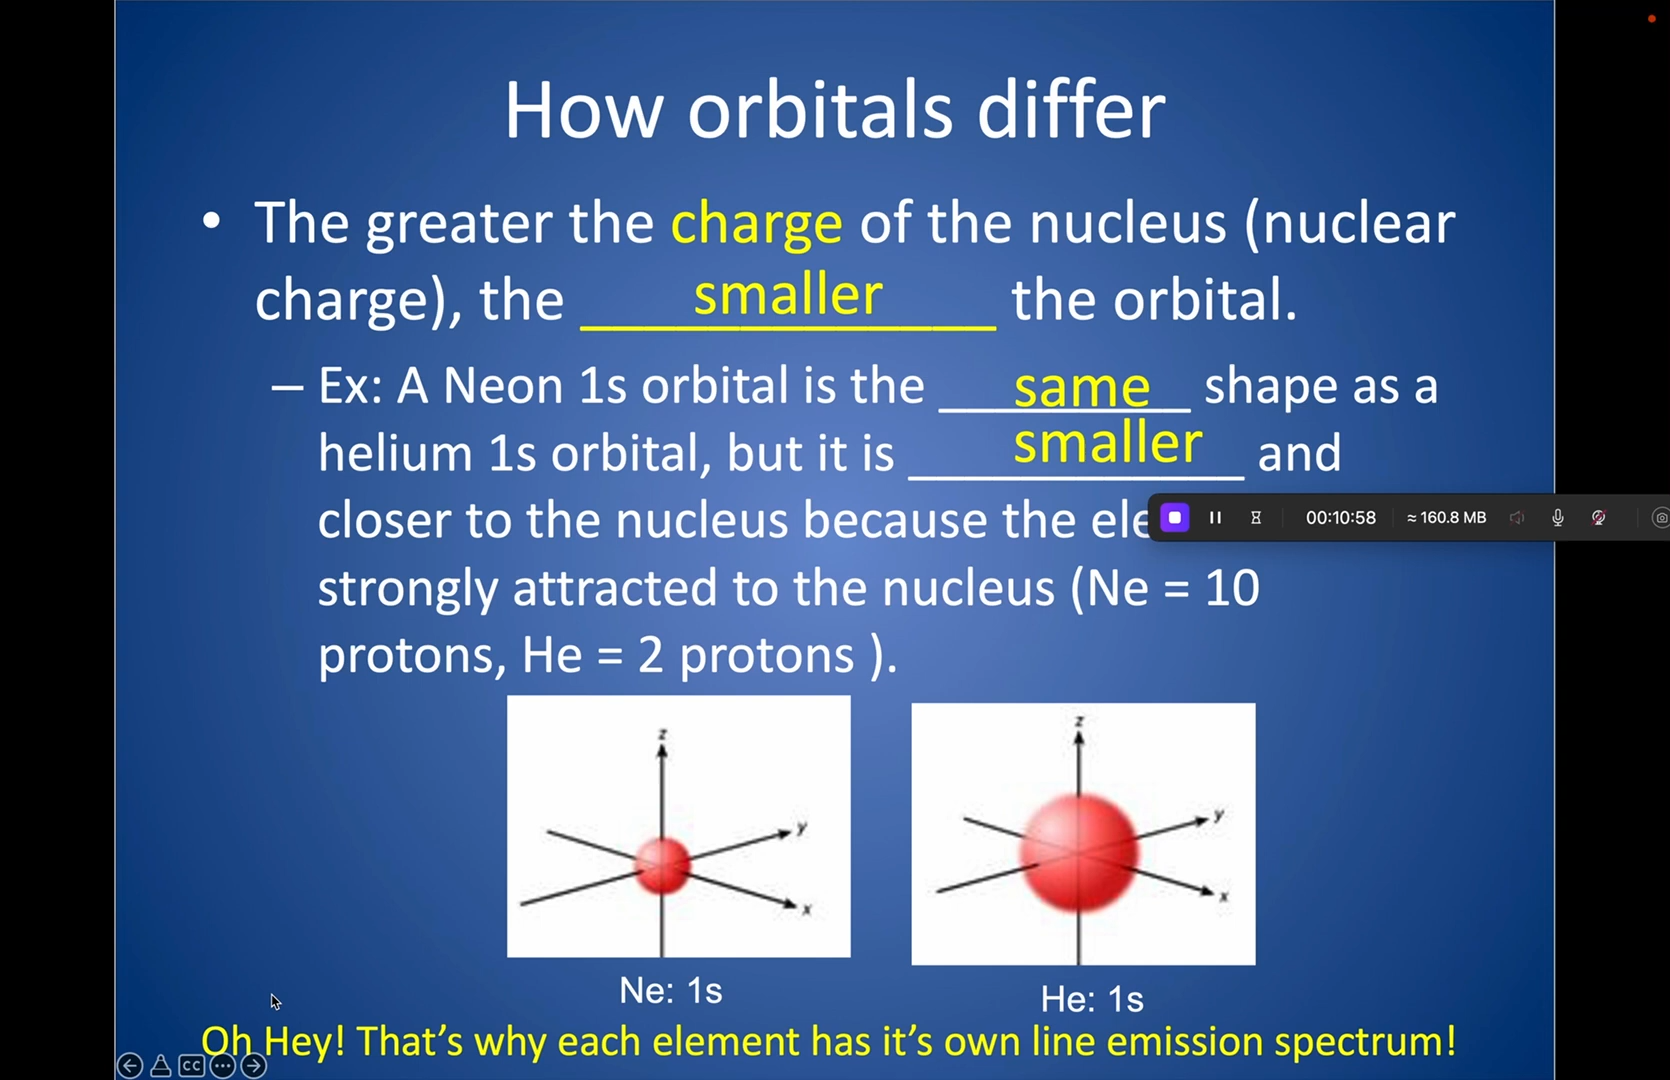 How orbitals differ
• The greater the charge of the nucleus (nuclear
charge), the smaller the orbital.
– Ex: A Neon 1s orbital is the same shape as a
helium 1s orbital, but it is smaller and
closer to the nucleus because the ele
00:10:58 ≈ 160.8 MB
strongly attracted to the nucleus (Ne = 10
protons, He = 2 protons ).
z
y
x
z
y
x
Ne: 1s
He: 1s
Oh Hey! That's why each element has it's own line emission spectrum!
CC